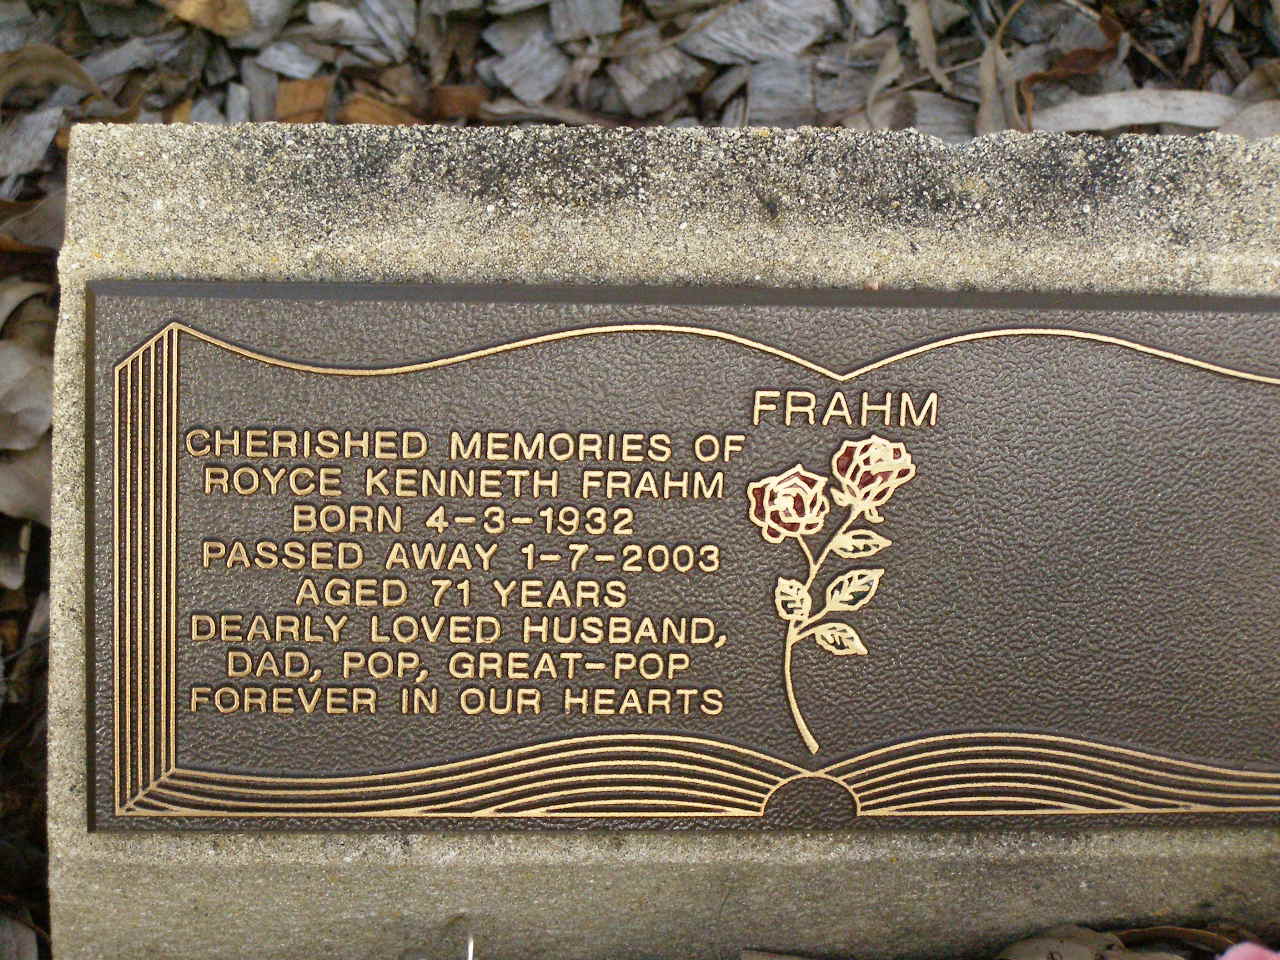 FRAHM
CHERISHED MEMORIES OF
ROYCE KENNETH FRAHM
BORN 4-3-1932
PASSED AWAY 1-7-2003
AGED 71 YEARS
DEARLY LOVED HUSBAND,
DAD, POP, GREAT-POP
FOREVER IN OUR HEARTS